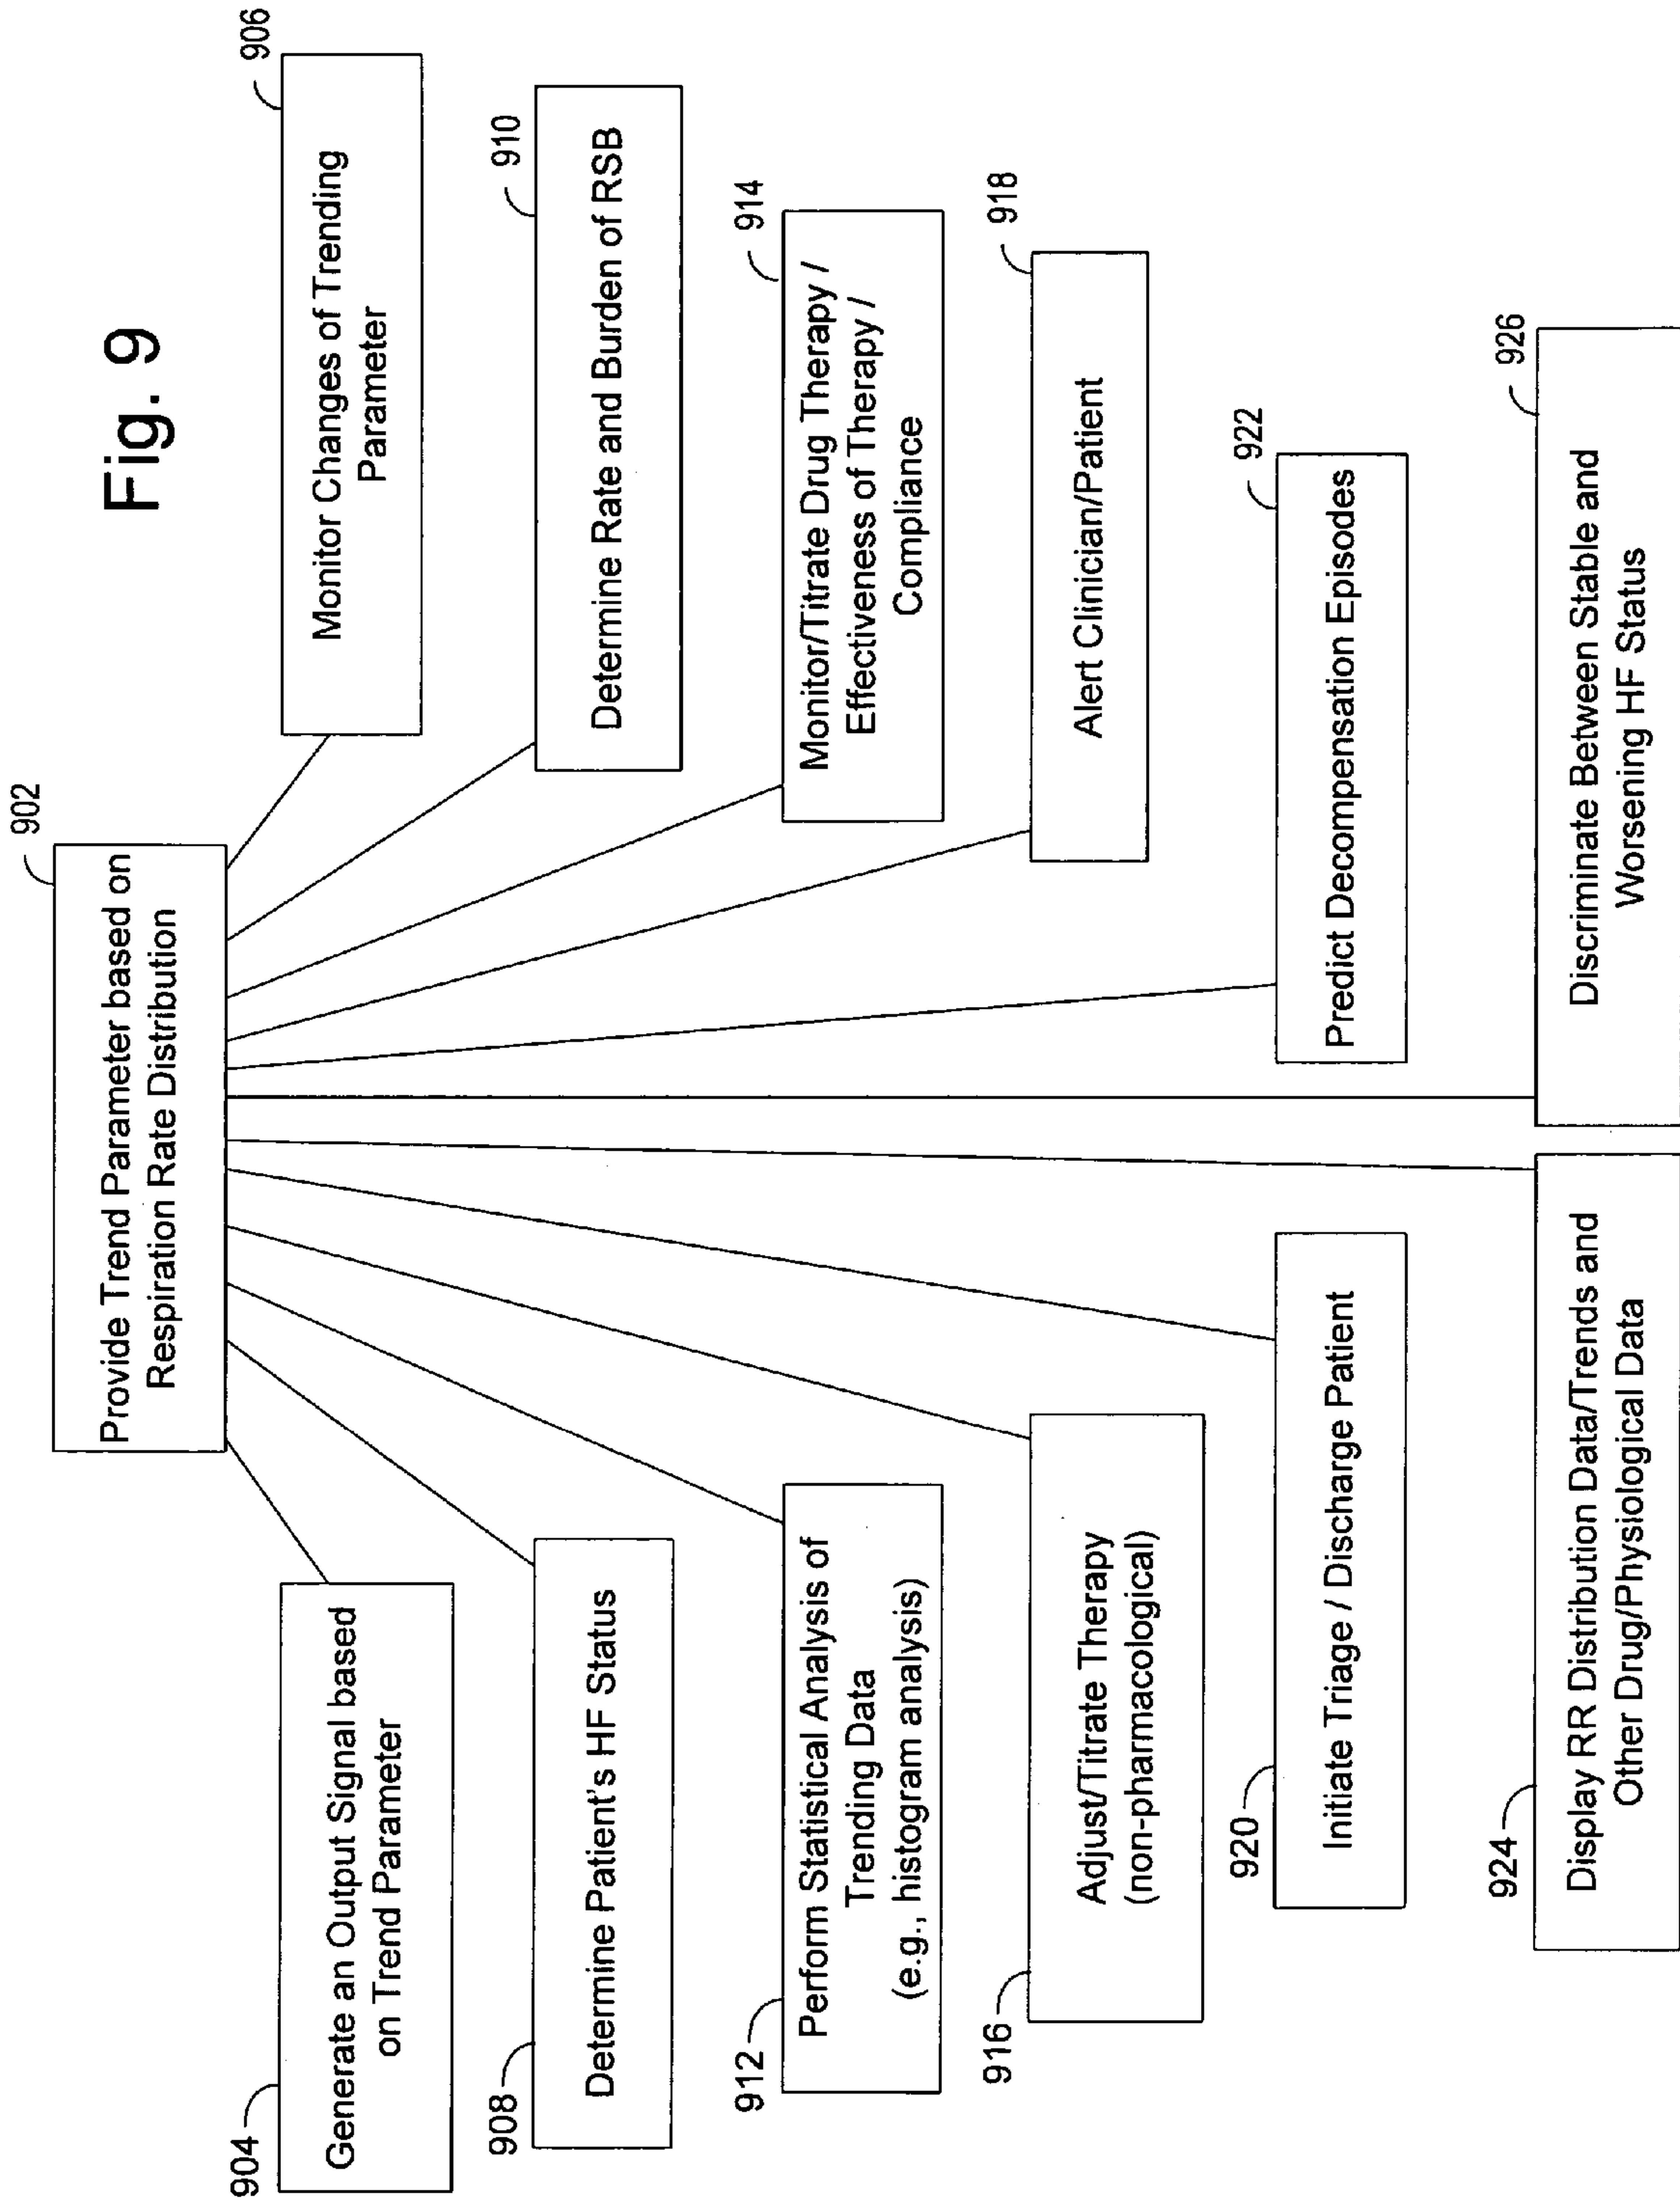 Fig. 9
902
Provide Trend Parameter based on
Respiration Rate Distribution
904
Generate an Output Signal based
on Trend Parameter
906
Monitor Changes of Trending
Parameter
908
Determine Patient's HF Status
910
Determine Rate and Burden of RSB
912
Perform Statistical Analysis of
Trending Data
(e.g., histogram analysis)
914
Monitor/Titrate Drug Therapy /
Effectiveness of Therapy /
Compliance
916
Adjust/Titrate Therapy
(non-pharmacological)
918
Alert Clinician/Patient
920
Initiate Triage / Discharge Patient
922
Predict Decompensation Episodes
924
Display RR Distribution Data/Trends and
Other Drug/Physiological Data
926
Discriminate Between Stable and
Worsening HF Status